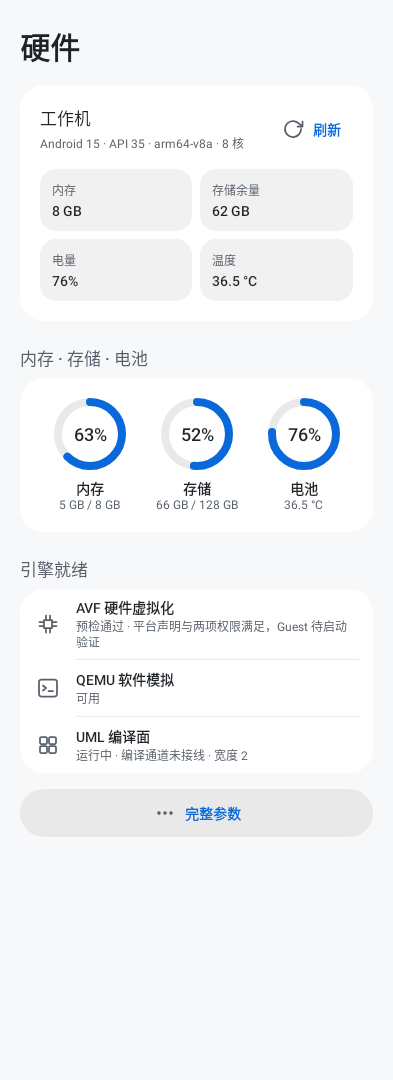 硬件
工作机
Android 15 · API 35 · arm64-v8a · 8 核
刷新
内存
8 GB
存储余量
62 GB
电量
76%
温度
36.5 °C
内存 · 存储 · 电池
63%
52%
76%
内存
存储
电池
5 GB / 8 GB
66 GB / 128 GB
36.5 °C
引擎就绪
AVF 硬件虚拟化
预检通过 · 平台声明与两项权限满足，Guest 待启动
验证
QEMU 软件模拟
可用
UML 编译面
运行中 · 编译通道未接线 · 宽度 2
完整参数